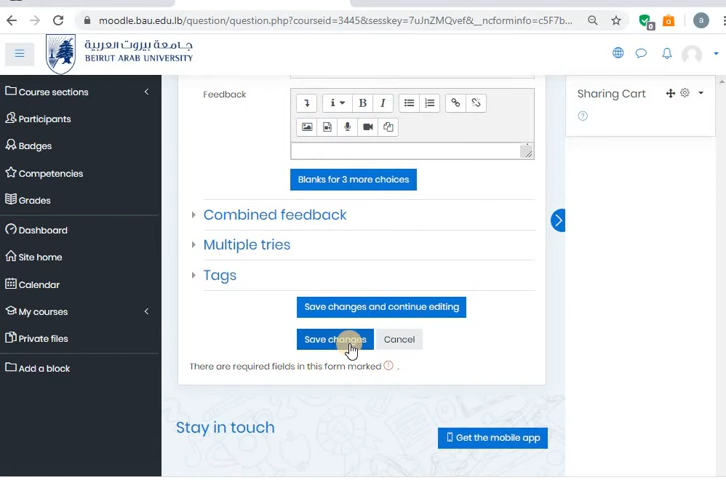 moodle.bau.edu.lb/question/question.php?courseid=3445&sesskey=7uJnZMQvef&__ncforminfo=c5F7b...
0
a
جامعة بيروت العربية
BEIRUT ARAB UNIVERSITY
Course sections
Participants
Badges
Competencies
Grades
Dashboard
Site home
Calendar
My courses
Private files
Add a block
Feedback
B I
Blanks for 3 more choices
Combined feedback
Multiple tries
Tags
Save changes and continue editing
Save changes Cancel
There are required fields in this form marked .
Stay in touch
Get the mobile app
Sharing Cart